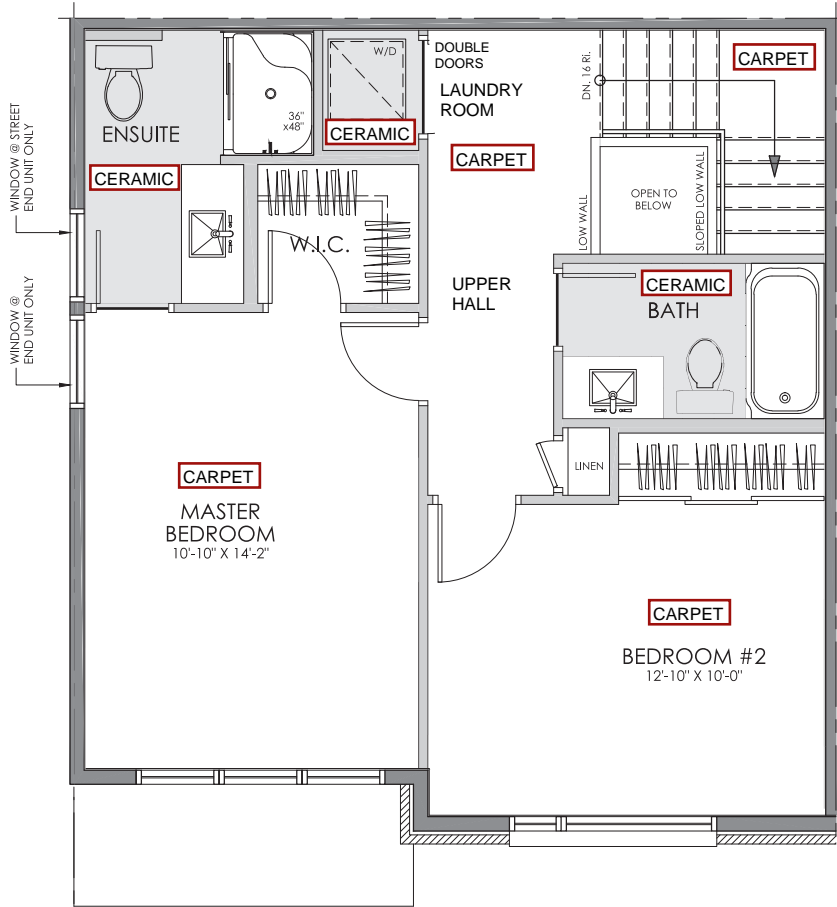 W/D
DOUBLE
DOORS
CARPET
DN. 16 RI.
LAUNDRY
ROOM
36"
x48"
ENSUITE
CERAMIC
CARPET
WINDOW @ STREET
END UNIT ONLY
CERAMIC
OPEN TO
BELOW
LOW WALL
SLOPED LOW WALL
W.I.C.
UPPER
HALL
CERAMIC
BATH
WINDOW @
END UNIT ONLY
LINEN
CARPET
MASTER
BEDROOM
10'-10" X 14'-2"
CARPET
BEDROOM #2
12'-10" X 10'-0"